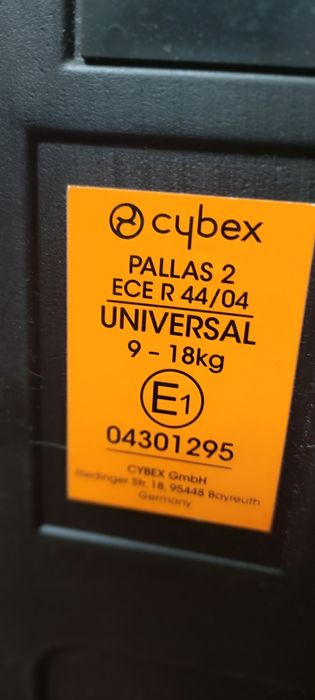 cybex
PALLAS 2
ECE R 44/04
UNIVERSAL
9 - 18kg
E1
04301295
CYBEX GmbH
Riedinger Str. 18, 95448 Bayreuth
Germany